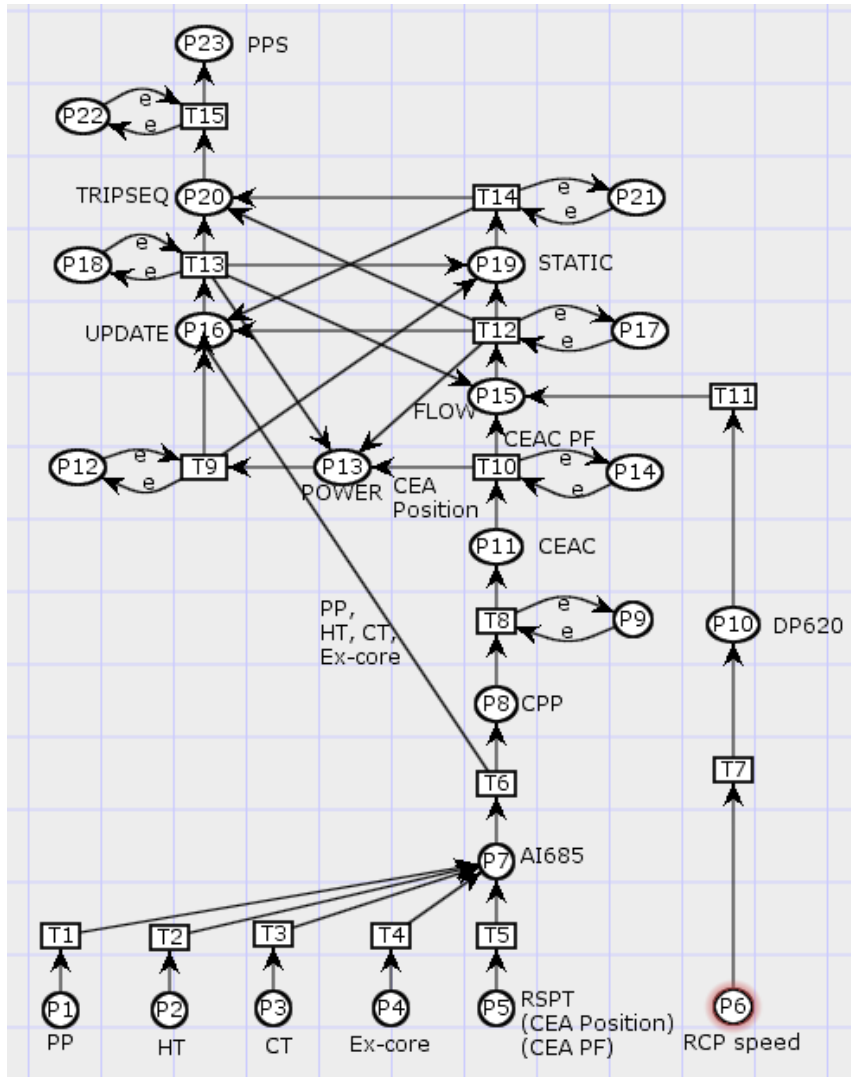 P23 PPS
e
P22 T15
e
TRIPSEQ P20 T14 e P21
e
P18 e T13 P19 STATIC
e
UPDATE P16 T12 e P17
e
P15 T11
FLOW
CEAC PF
P12 e T9 P13 T10 e P14
e e
POWER CEA
Position
P11 CEAC
PP,
HT, CT,
Ex-core
T8 e P9
e
P10 DP620
P8 CPP
T6 T7
P7 AI685
T1 T2 T3 T4 T5
P1 P2 P3 P4 P5 P6
PP HT CT Ex-core
RSPT
(CEA Position)
(CEA PF)
RCP speed